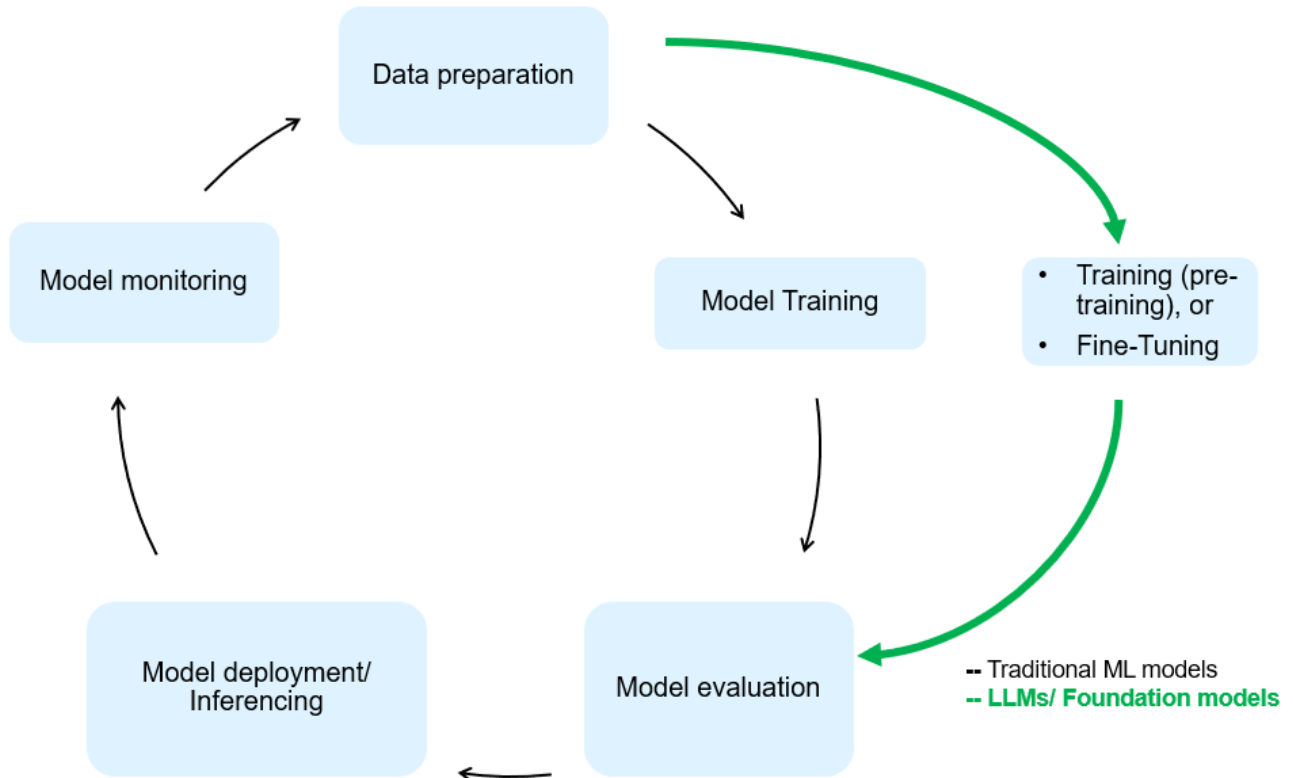 Data preparation
Model monitoring
Model Training
• Training (pre-
training), or
• Fine-Tuning
Model deployment/
Inferencing
Model evaluation
-- Traditional ML models
-- LLMs/ Foundation models